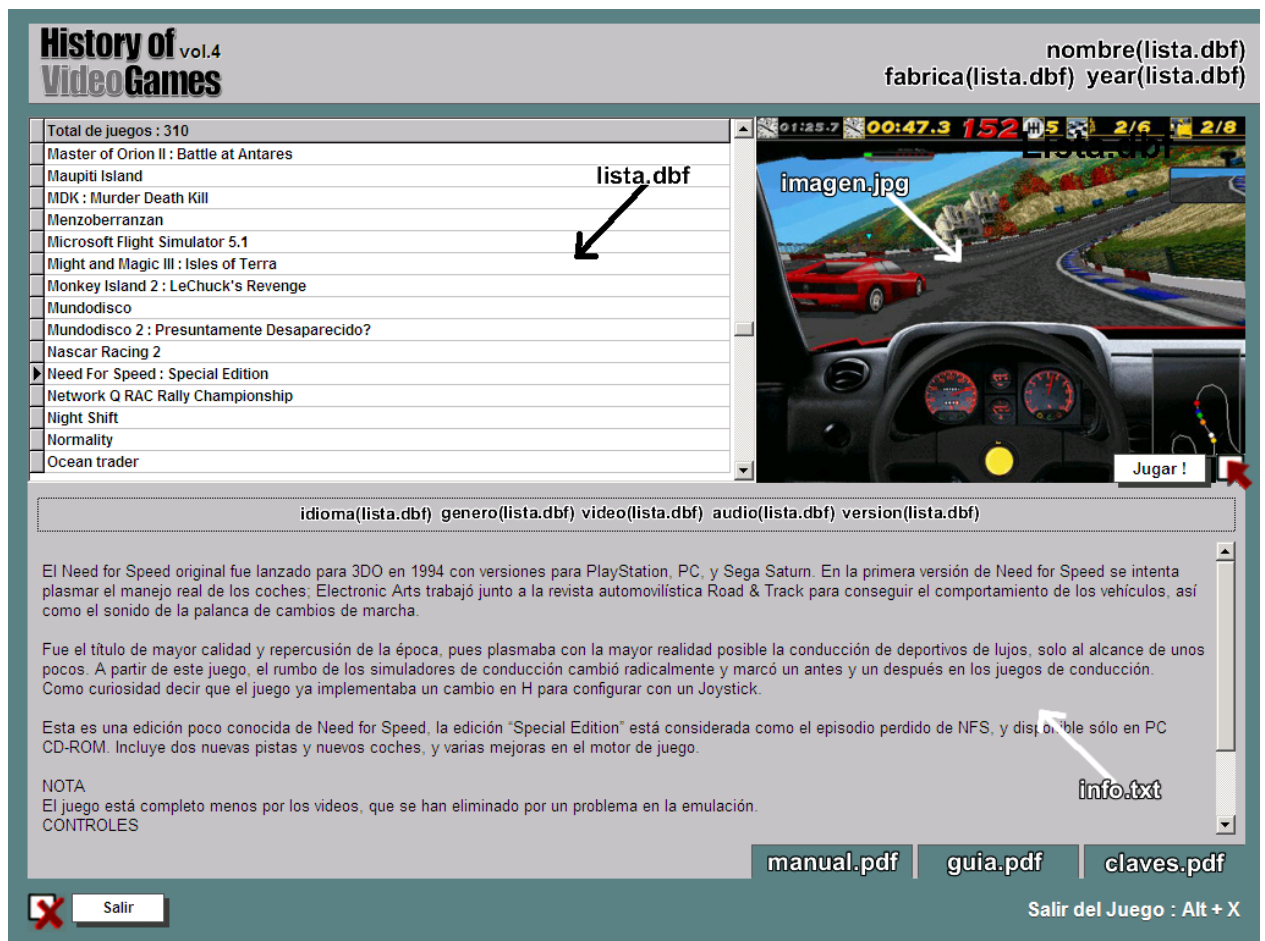 History of vol.4
VideoGames
nombre(lista.dbf)
fabrica(lista.dbf) year(lista.dbf)
Total de juegos : 310
Master of Orion II : Battle at Antares
Maupiti Island
MDK : Murder Death Kill
Menzoberranzan
Microsoft Flight Simulator 5.1
Might and Magic III : Isles of Terra
Monkey Island 2 : LeChuck's Revenge
Mundodisco
Mundodisco 2 : Presuntamente Desaparecido?
Nascar Racing 2
Need For Speed : Special Edition
Network Q RAC Rally Championship
Night Shift
Normality
Ocean trader
lista.dbf
01:25.7 00:47.3 152 5 2/6 2/8
Lista.dbf
imagen.jpg
Jugar !
idioma(lista.dbf) genero(lista.dbf) video(lista.dbf) audio(lista.dbf) version(lista.dbf)
El Need for Speed original fue lanzado para 3DO en 1994 con versiones para PlayStation, PC, y Sega Saturn. En la primera versión de Need for Speed se intenta
plasmar el manejo real de los coches; Electronic Arts trabajó junto a la revista automovilística Road & Track para conseguir el comportamiento de los vehículos, así
como el sonido de la palanca de cambios de marcha.
Fue el título de mayor calidad y repercusión de la época, pues plasmaba con la mayor realidad posible la conducción de deportivos de lujos, solo al alcance de unos
pocos. A partir de este juego, el rumbo de los simuladores de conducción cambió radicalmente y marcó un antes y un después en los juegos de conducción.
Como curiosidad decir que el juego ya implementaba un cambio en H para configurar con un Joystick.
Esta es una edición poco conocida de Need for Speed, la edición “Special Edition” está considerada como el episodio perdido de NFS, y disponible sólo en PC
CD-ROM. Incluye dos nuevas pistas y nuevos coches, y varias mejoras en el motor de juego.
NOTA
El juego está completo menos por los videos, que se han eliminado por un problema en la emulación.
CONTROLES
info.txt
manual.pdf guia.pdf claves.pdf
Salir
Salir del Juego : Alt + X